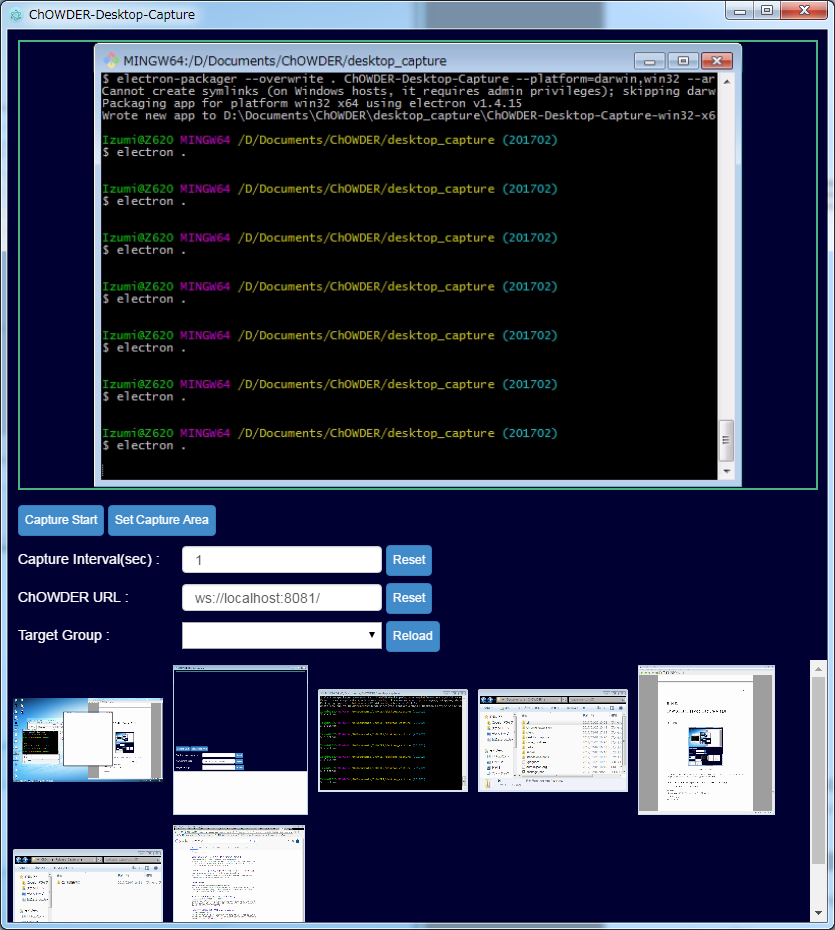 ChOWDER-Desktop-Capture
MINGW64:/D/Documents/ChOWDER/desktop_capture
$ electron-packager --overwrite . ChOWDER-Desktop-Capture --platform=darwin,win32 --ar
Cannot create symlinks (on Windows hosts, it requires admin privileges); skipping darw
Packaging app for platform win32 x64 using electron v1.4.15
Wrote new app to D:\Documents\ChOWDER\desktop_capture\ChOWDER-Desktop-Capture-win32-x6
Izumi@Z620 MINGW64 /D/Documents/ChOWDER/desktop_capture (201702)
$ electron .
Izumi@Z620 MINGW64 /D/Documents/ChOWDER/desktop_capture (201702)
$ electron .
Izumi@Z620 MINGW64 /D/Documents/ChOWDER/desktop_capture (201702)
$ electron .
Izumi@Z620 MINGW64 /D/Documents/ChOWDER/desktop_capture (201702)
$ electron .
Izumi@Z620 MINGW64 /D/Documents/ChOWDER/desktop_capture (201702)
$ electron .
Izumi@Z620 MINGW64 /D/Documents/ChOWDER/desktop_capture (201702)
$ electron .
Izumi@Z620 MINGW64 /D/Documents/ChOWDER/desktop_capture (201702)
$ electron .
Capture Start Set Capture Area
Capture Interval(sec) : 1 Reset
ChOWDER URL : ws://localhost:8081/ Reset
Target Group : Reload